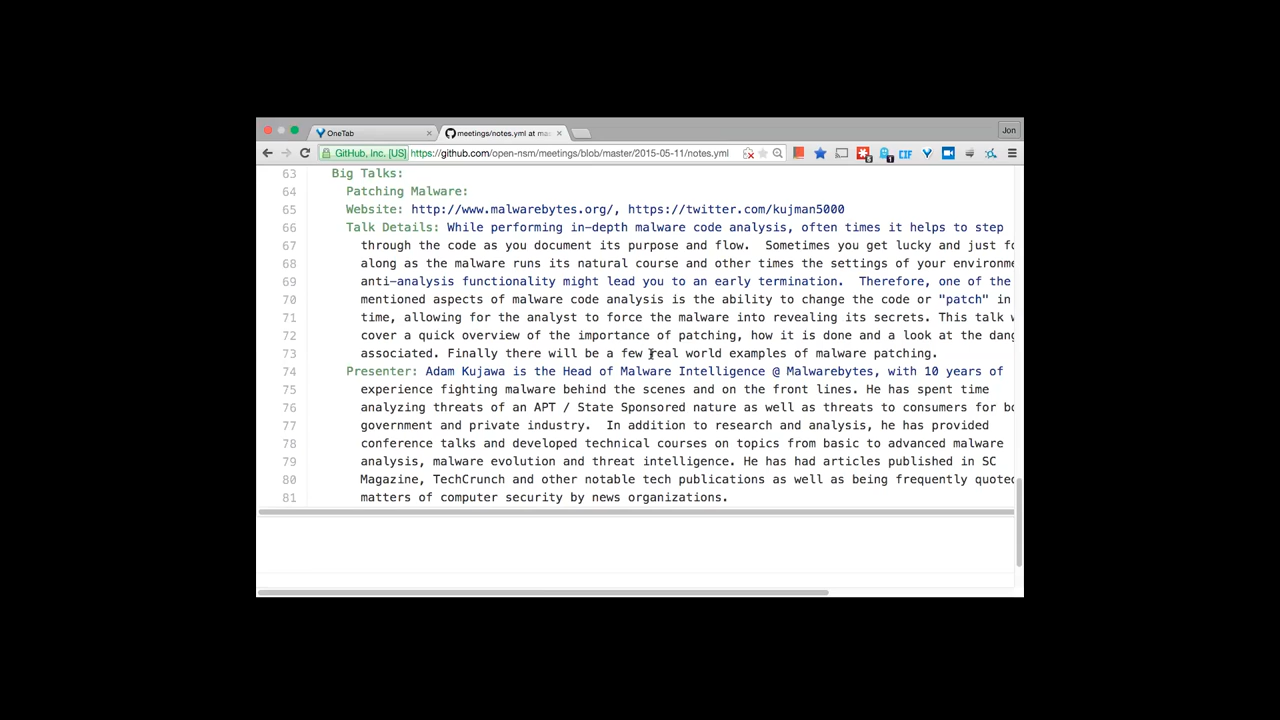 OneTab
meetings/notes.yml at mas
Jon
GitHub, Inc. [US] https://github.com/open-nsm/meetings/blob/master/2015-05-11/notes.yml
CIF
63 Big Talks:
64 Patching Malware:
65 Website: http://www.malwarebytes.org/, https://twitter.com/kujman5000
66 Talk Details: While performing in-depth malware code analysis, often times it helps to step
67 through the code as you document its purpose and flow.  Sometimes you get lucky and just fo
68 along as the malware runs its natural course and other times the settings of your environme
69 anti-analysis functionality might lead you to an early termination.  Therefore, one of the
70 mentioned aspects of malware code analysis is the ability to change the code or "patch" in
71 time, allowing for the analyst to force the malware into revealing its secrets. This talk w
72 cover a quick overview of the importance of patching, how it is done and a look at the dang
73 associated. Finally there will be a few real world examples of malware patching.
74 Presenter: Adam Kujawa is the Head of Malware Intelligence @ Malwarebytes, with 10 years of
75 experience fighting malware behind the scenes and on the front lines. He has spent time
76 analyzing threats of an APT / State Sponsored nature as well as threats to consumers for bo
77 government and private industry.  In addition to research and analysis, he has provided
78 conference talks and developed technical courses on topics from basic to advanced malware
79 analysis, malware evolution and threat intelligence. He has had articles published in SC
80 Magazine, TechCrunch and other notable tech publications as well as being frequently quoted
81 matters of computer security by news organizations.